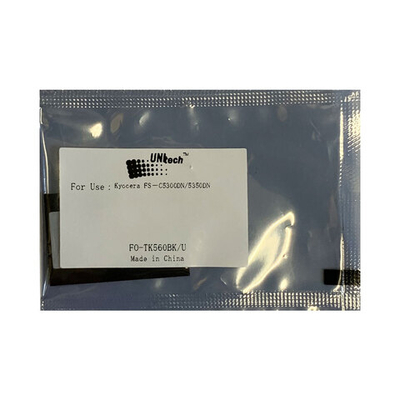 UNItech™
For Use : Kyocera FS-C5300DN/5350DN
FO-TK560BK/U
Made in China